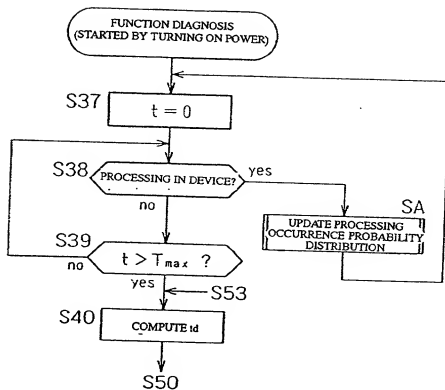 FUNCTION DIAGNOSIS
(STARTED BY TURNING ON POWER)
S37
t = 0
S38
PROCESSING IN DEVICE?
yes
no
SA
UPDATE PROCESSING
OCCURRENCE PROBABILITY
DISTRIBUTION
S39
t > Tmax ?
no
yes
S53
S40
COMPUTE td
S50